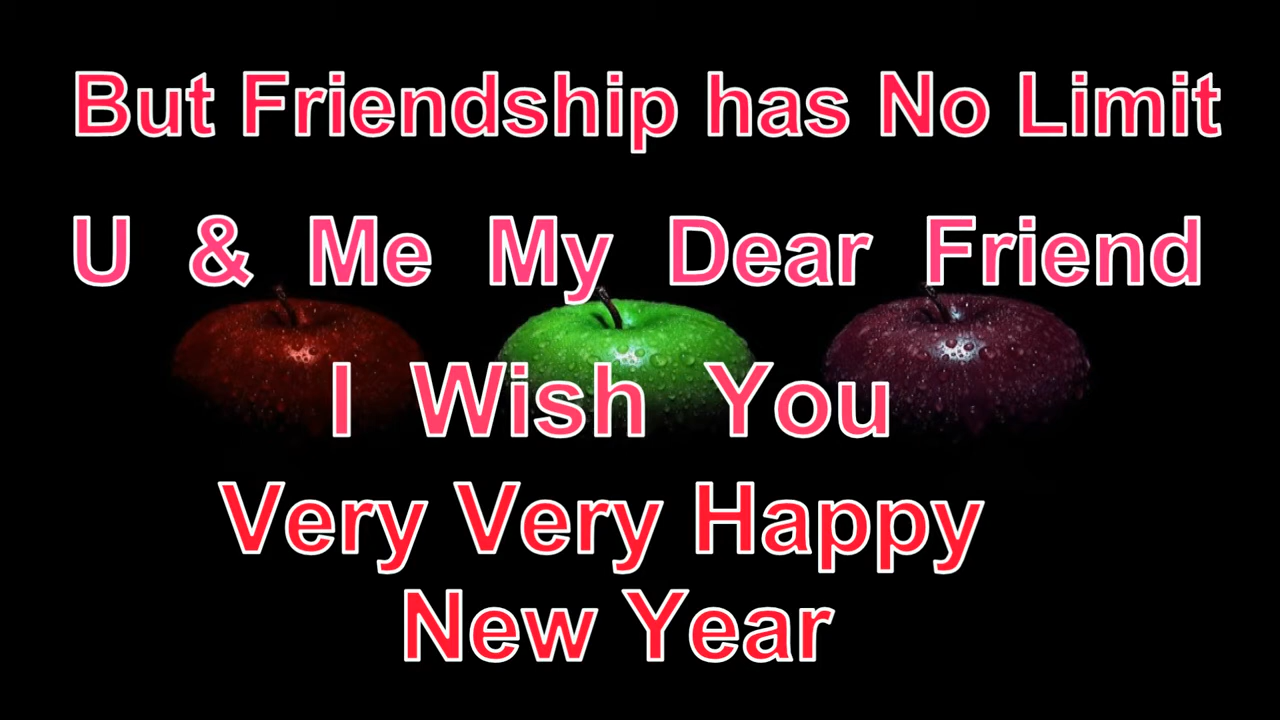 But Friendship has No Limit
U & Me My Dear Friend
I Wish You
Very Very Happy
New Year